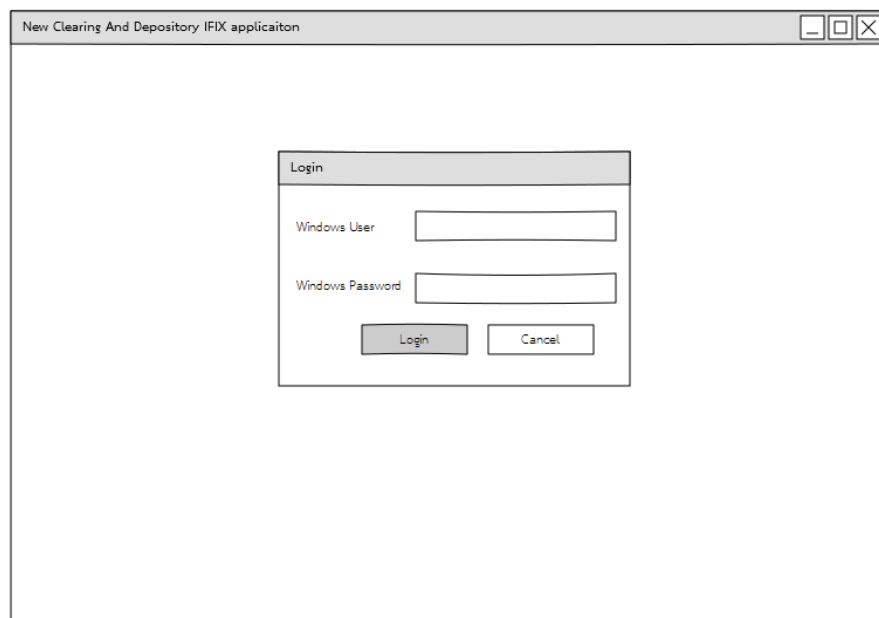 New Clearing And Depository IFIX applicaiton
Login
Windows User
Windows Password
Login Cancel